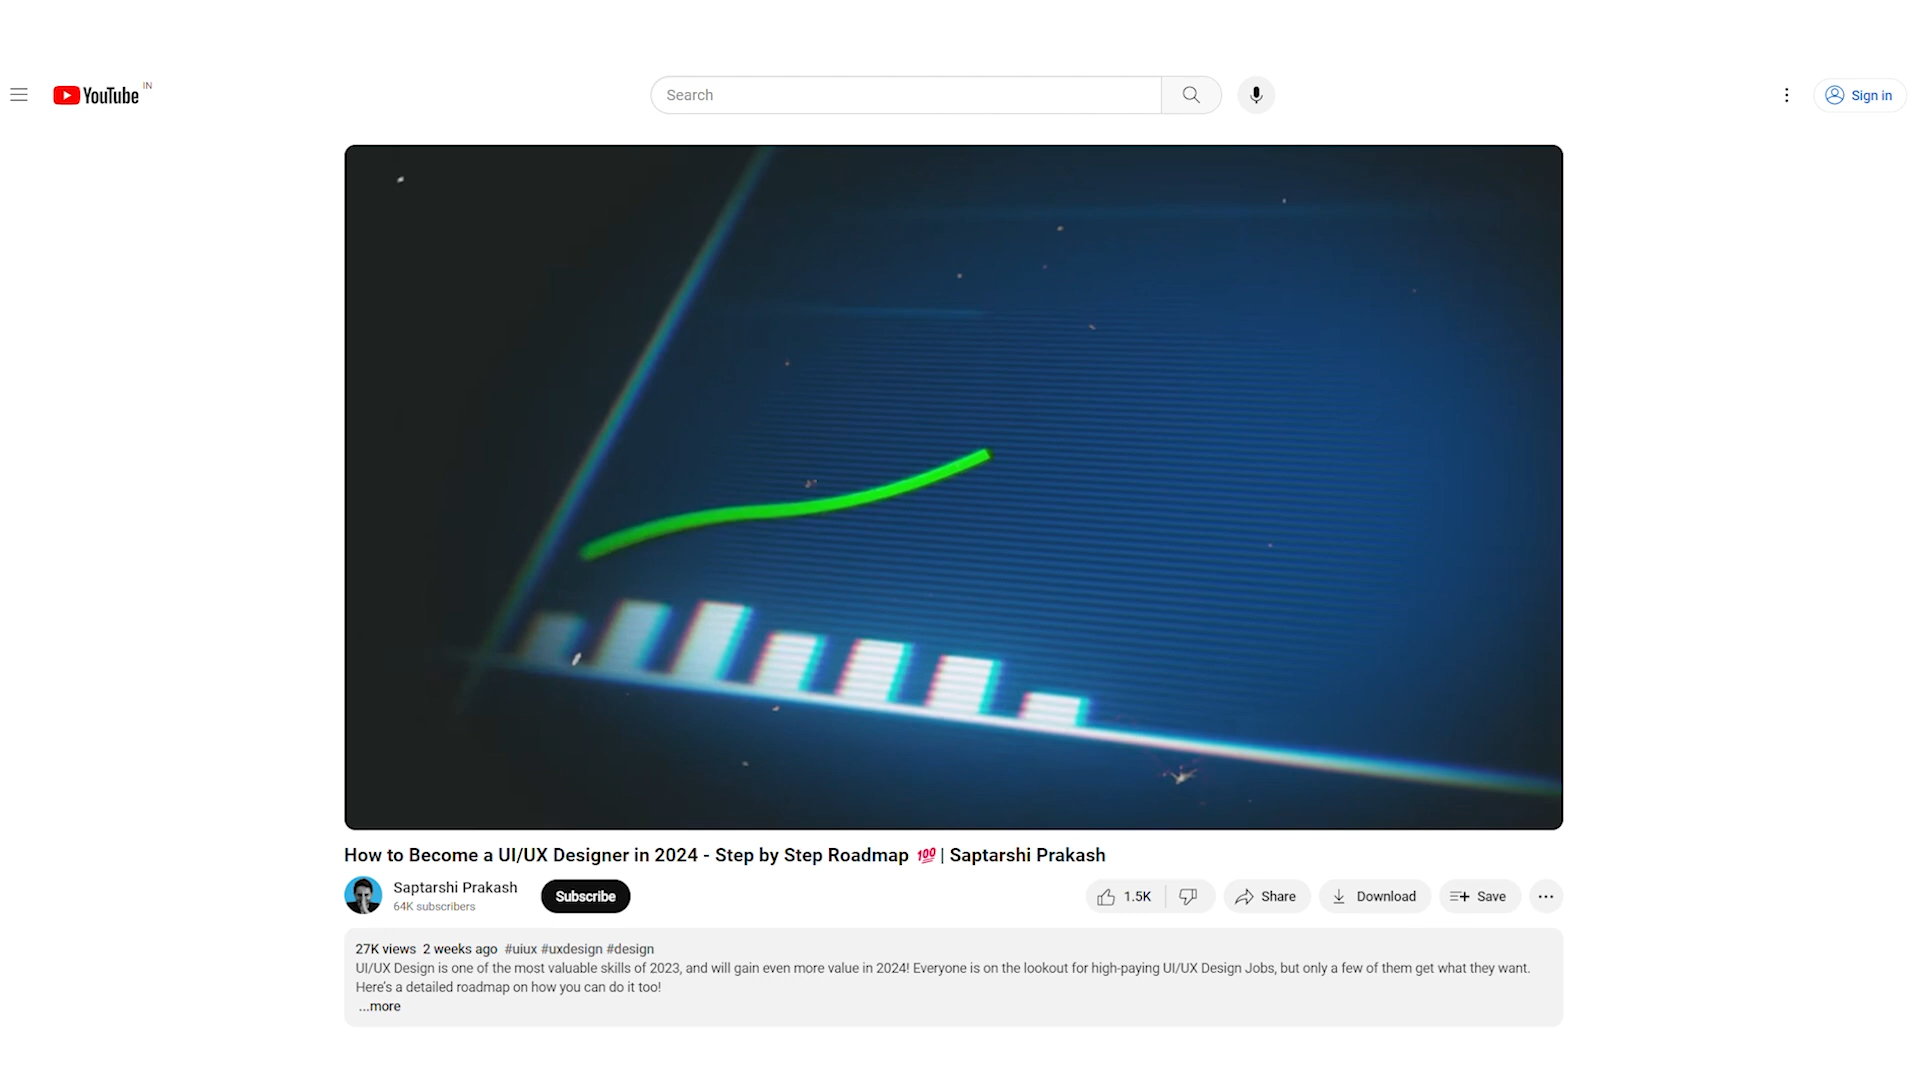 YouTube IN
Search
Sign in
How to Become a UI/UX Designer in 2024 - Step by Step Roadmap 💯 | Saptarshi Prakash
Saptarshi Prakash
64K subscribers
Subscribe
1.5K
Share
Download
Save
27K views 2 weeks ago #uiux #uxdesign #design
UI/UX Design is one of the most valuable skills of 2023, and will gain even more value in 2024! Everyone is on the lookout for high-paying UI/UX Design Jobs, but only a few of them get what they want.
Here's a detailed roadmap on how you can do it too!
...more